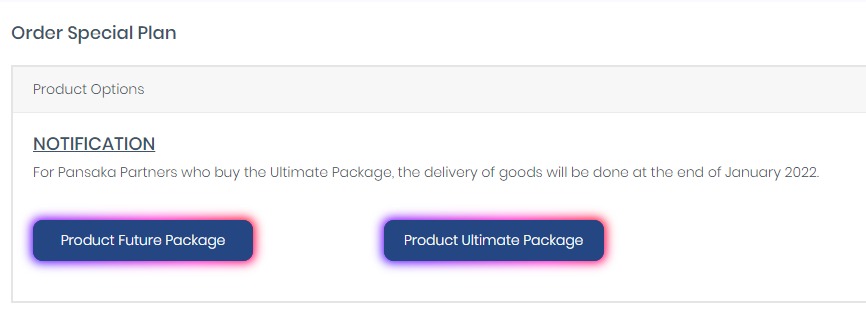 Order Special Plan
Product Options
NOTIFICATION
For Pansaka Partners who buy the Ultimate Package, the delivery of goods will be done at the end of January 2022.
Product Future Package
Product Ultimate Package